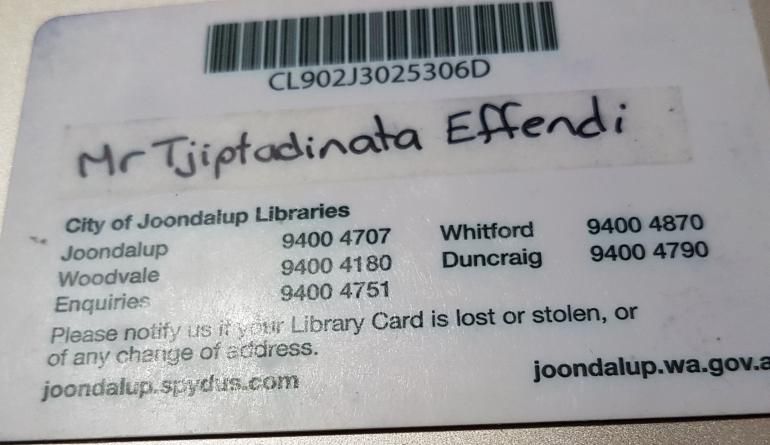 CL902J3025306D
Mr Tjiptadinata Effendi
City of Joondalup Libraries
Joondalup 9400 4707 Whitford 9400 4870
Woodvale 9400 4180 Duncraig 9400 4790
Enquiries 9400 4751
Please notify us if your Library Card is lost or stolen, or
of any change of address.
joondalup.spydus.com joondalup.wa.gov.a